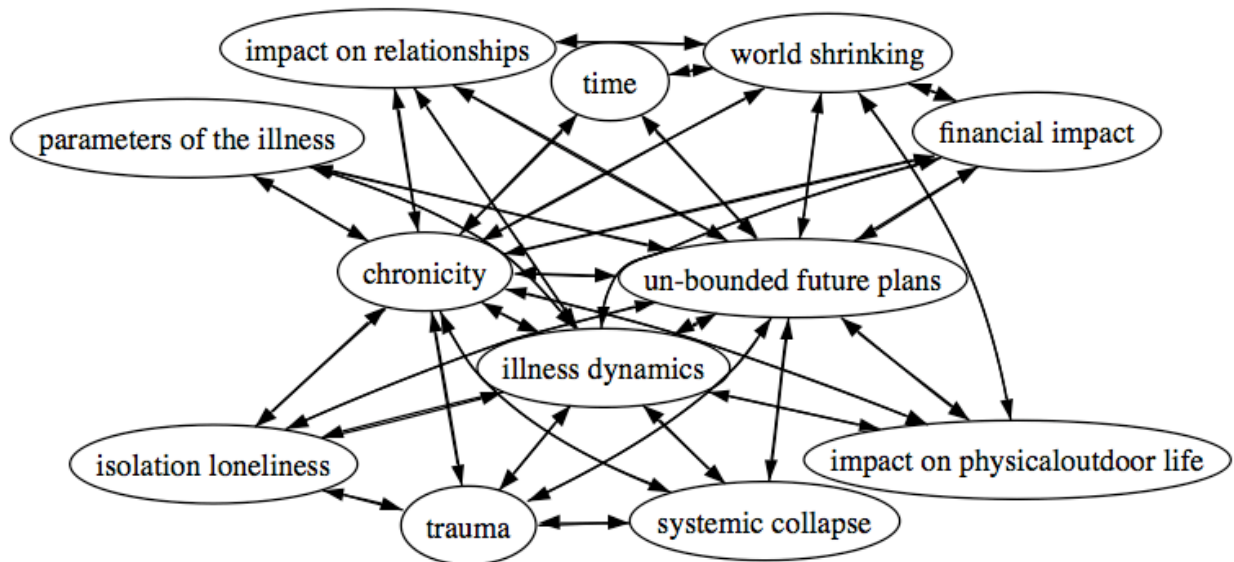 impact on relationships
world shrinking
time
parameters of the illness
financial impact
chronicity
un-bounded future plans
illness dynamics
isolation loneliness
impact on physicaloutdoor life
trauma
systemic collapse